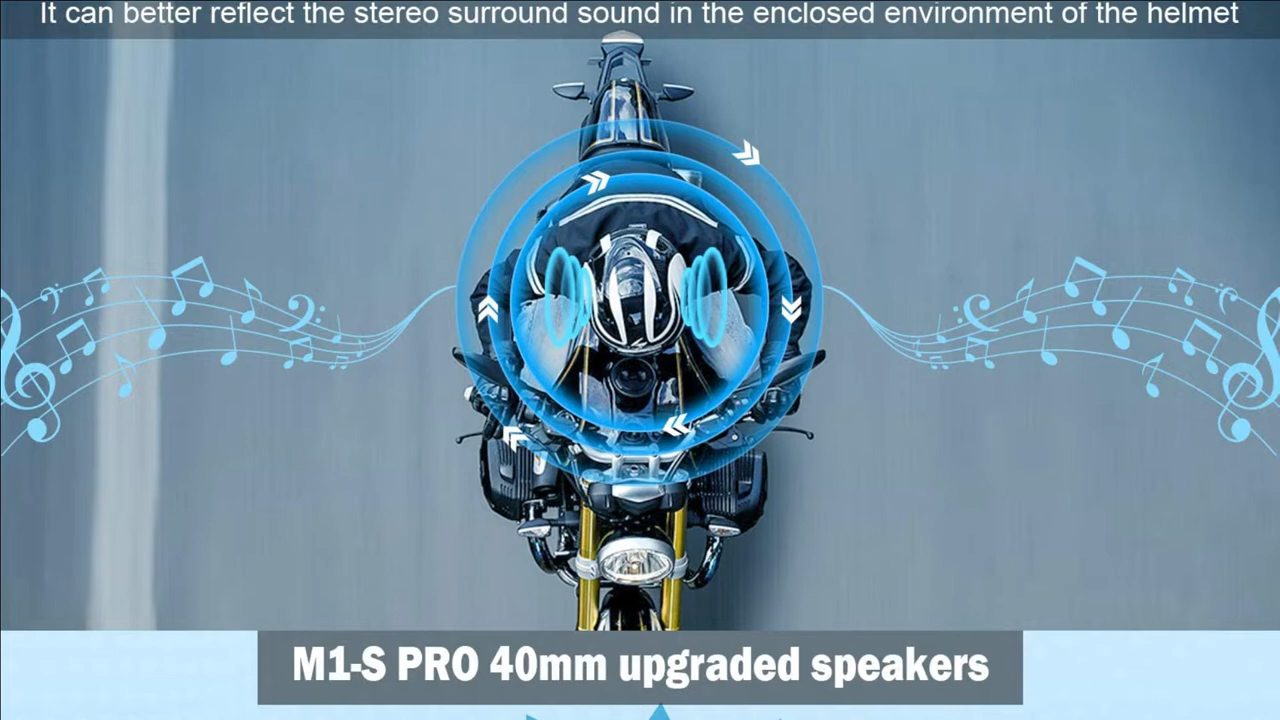 It can better reflect the stereo surround sound in the enclosed environment of the helmet
M1-S PRO 40mm upgraded speakers